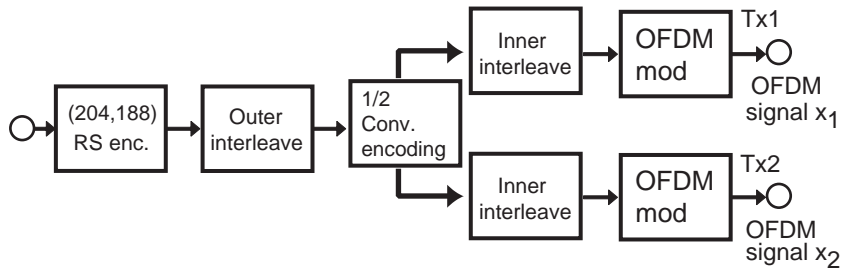 (204,188)
RS enc.
Outer
interleave
1/2
Conv.
encoding
Inner
interleave
OFDM
mod
Tx1
OFDM
signal x1
Inner
interleave
OFDM
mod
Tx2
OFDM
signal x2